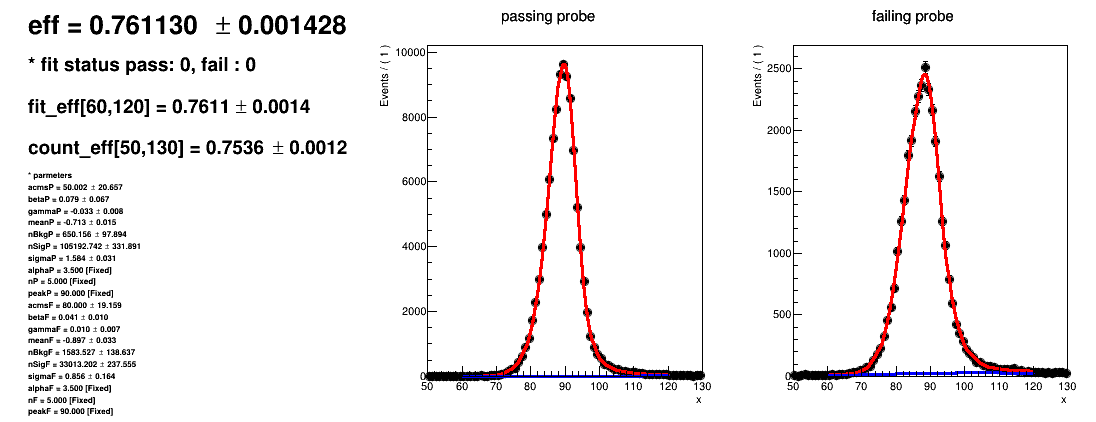 eff = 0.761130 ± 0.001428
* fit status pass: 0, fail : 0
fit_eff[60,120] = 0.7611 ± 0.0014
count_eff[50,130] = 0.7536 ± 0.0012
* parmeters
acmsP = 50.002 ± 20.657
betaP = 0.079 ± 0.067
gammaP = -0.033 ± 0.008
meanP = -0.713 ± 0.015
nBkgP = 650.156 ± 97.894
nSigP = 105192.742 ± 331.891
sigmaP = 1.584 ± 0.031
alphaP = 3.500 [Fixed]
nP = 5.000 [Fixed]
peakP = 90.000 [Fixed]
acmsF = 80.000 ± 19.159
betaF = 0.041 ± 0.010
gammaF = 0.010 ± 0.007
meanF = -0.897 ± 0.033
nBkgF = 1583.527 ± 138.637
nSigF = 33013.202 ± 237.555
sigmaF = 0.856 ± 0.164
alphaF = 3.500 [Fixed]
nF = 5.000 [Fixed]
peakF = 90.000 [Fixed]
passing probe
Events / ( 1 )
10000
8000
6000
4000
2000
0
50 60 70 80 90 100 110 120 130
x
failing probe
Events / ( 1 )
2500
2000
1500
1000
500
0
50 60 70 80 90 100 110 120 130
x